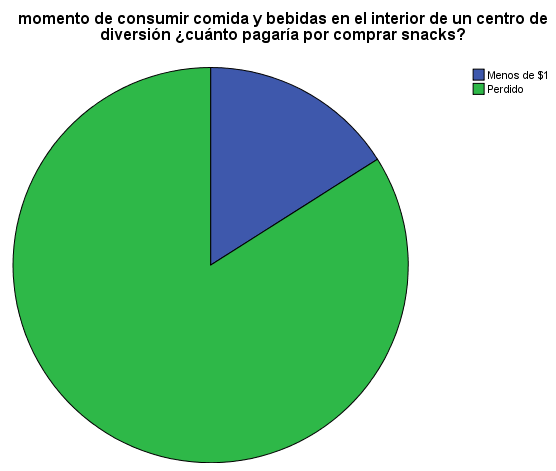 momento de consumir comida y bebidas en el interior de un centro de
diversión ¿cuánto pagaría por comprar snacks?
Menos de $1
Perdido